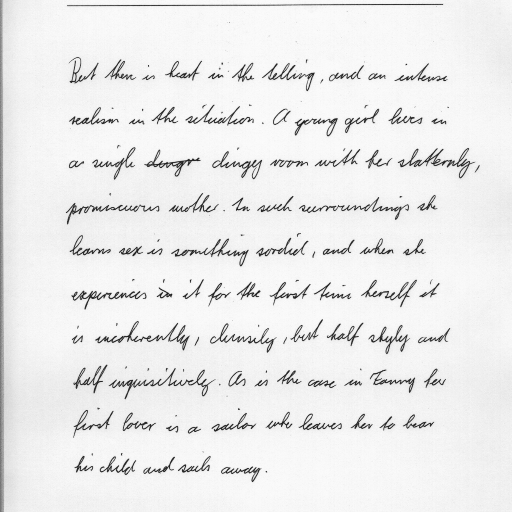 But there is heart in the telling, and an intense
realism in the situation. A young girl lives in
a single dingy room with her slatternly,
promiscuous mother. In such surroundings she
learns sex is something sordid, and when she
experiences it for the first time herself it
is incoherently, clumsily, but half shyly and
half inquisitively. As is the case in Fanny her
first lover is a sailor who leaves her to bear
his child and sails away.